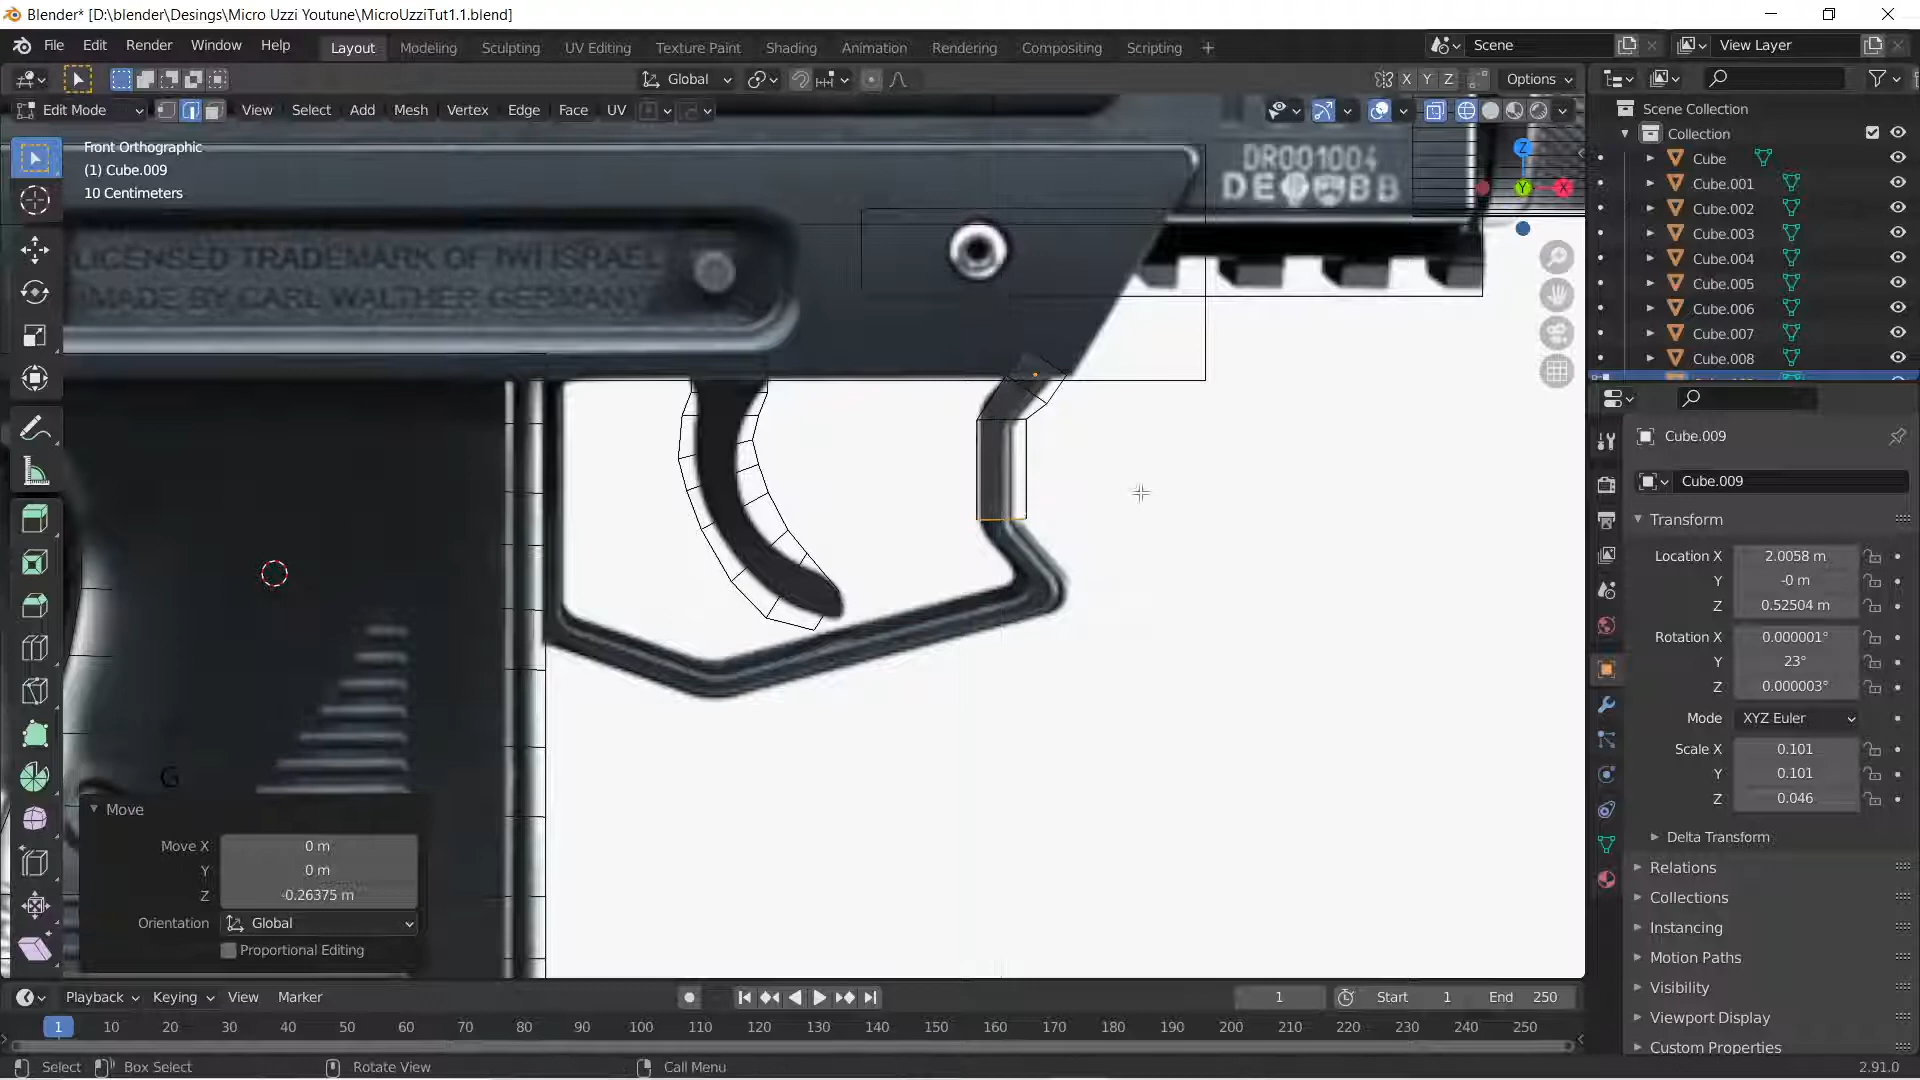 Blender* [D:\blender\Desings\Micro Uzzi Youtune\MicroUzziTut1.1.blend]
File Edit Render Window Help Layout Modeling Sculpting UV Editing Texture Paint Shading Animation Rendering Compositing Scripting + Scene View Layer
Global X Y Z Options
Edit Mode View Select Add Mesh Vertex Edge Face UV
Scene Collection
Collection
Cube
Cube.001
Cube.002
Cube.003
Cube.004
Cube.005
Cube.006
Cube.007
Cube.008
Front Orthographic
(1) Cube.009
10 Centimeters
DR001004
LICENSED TRADEMARK OF IWI ISRAEL
MADE BY CARL WALTHER GERMANY
Z
Y
X
Cube.009
Cube.009
Transform
Location X 2.0058 m
Y -0 m
Z 0.52504 m
Rotation X 0.000001°
Y 23°
Z 0.000003°
Mode XYZ Euler
Scale X 0.101
Y 0.101
Z 0.046
Delta Transform
Relations
Collections
Instancing
Motion Paths
Visibility
Viewport Display
Custom Properties
G
Move
Move X 0 m
Y 0 m
Z -0.26375 m
Orientation Global
Proportional Editing
Playback Keying View Marker 1 Start 1 End 250
1 10 20 30 40 50 60 70 80 90 100 110 120 130 140 150 160 170 180 190 200 210 220 230 240 250
Select Box Select Rotate View Call Menu 2.91.0